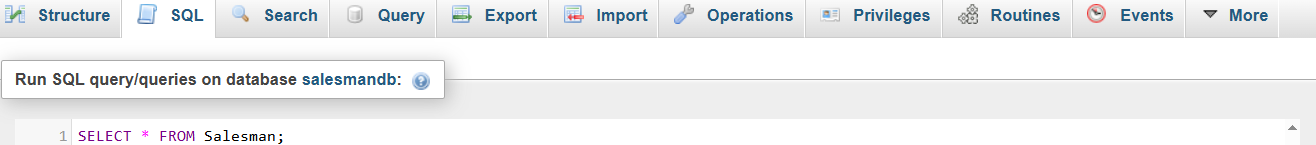 Structure SQL Search Query Export Import Operations Privileges Routines Events More
Run SQL query/queries on database salesmandb:
1 SELECT * FROM Salesman;